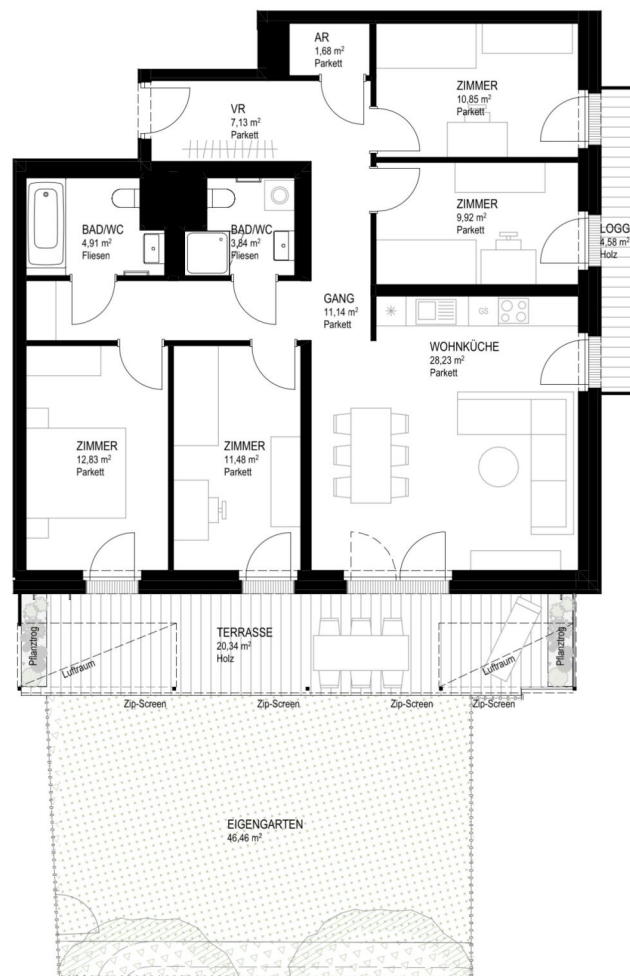 AR
1,68 m²
Parkett
ZIMMER
10,85 m²
Parkett
VR
7,13 m²
Parkett
ZIMMER
9,92 m²
Parkett
LOGG
4,58 m²
Holz
BAD/WC
4,91 m²
Fliesen
BAD/WC
3,84 m²
Fliesen
GANG
11,14 m²
Parkett
GS
WOHNKÜCHE
28,23 m²
Parkett
ZIMMER
12,83 m²
Parkett
ZIMMER
11,48 m²
Parkett
TERRASSE
20,34 m²
Holz
Pflanztrog
Luftraum
Luftraum
Pflanztrog
Zip-Screen
Zip-Screen
Zip-Screen
Zip-Screen
EIGENGARTEN
46,46 m²